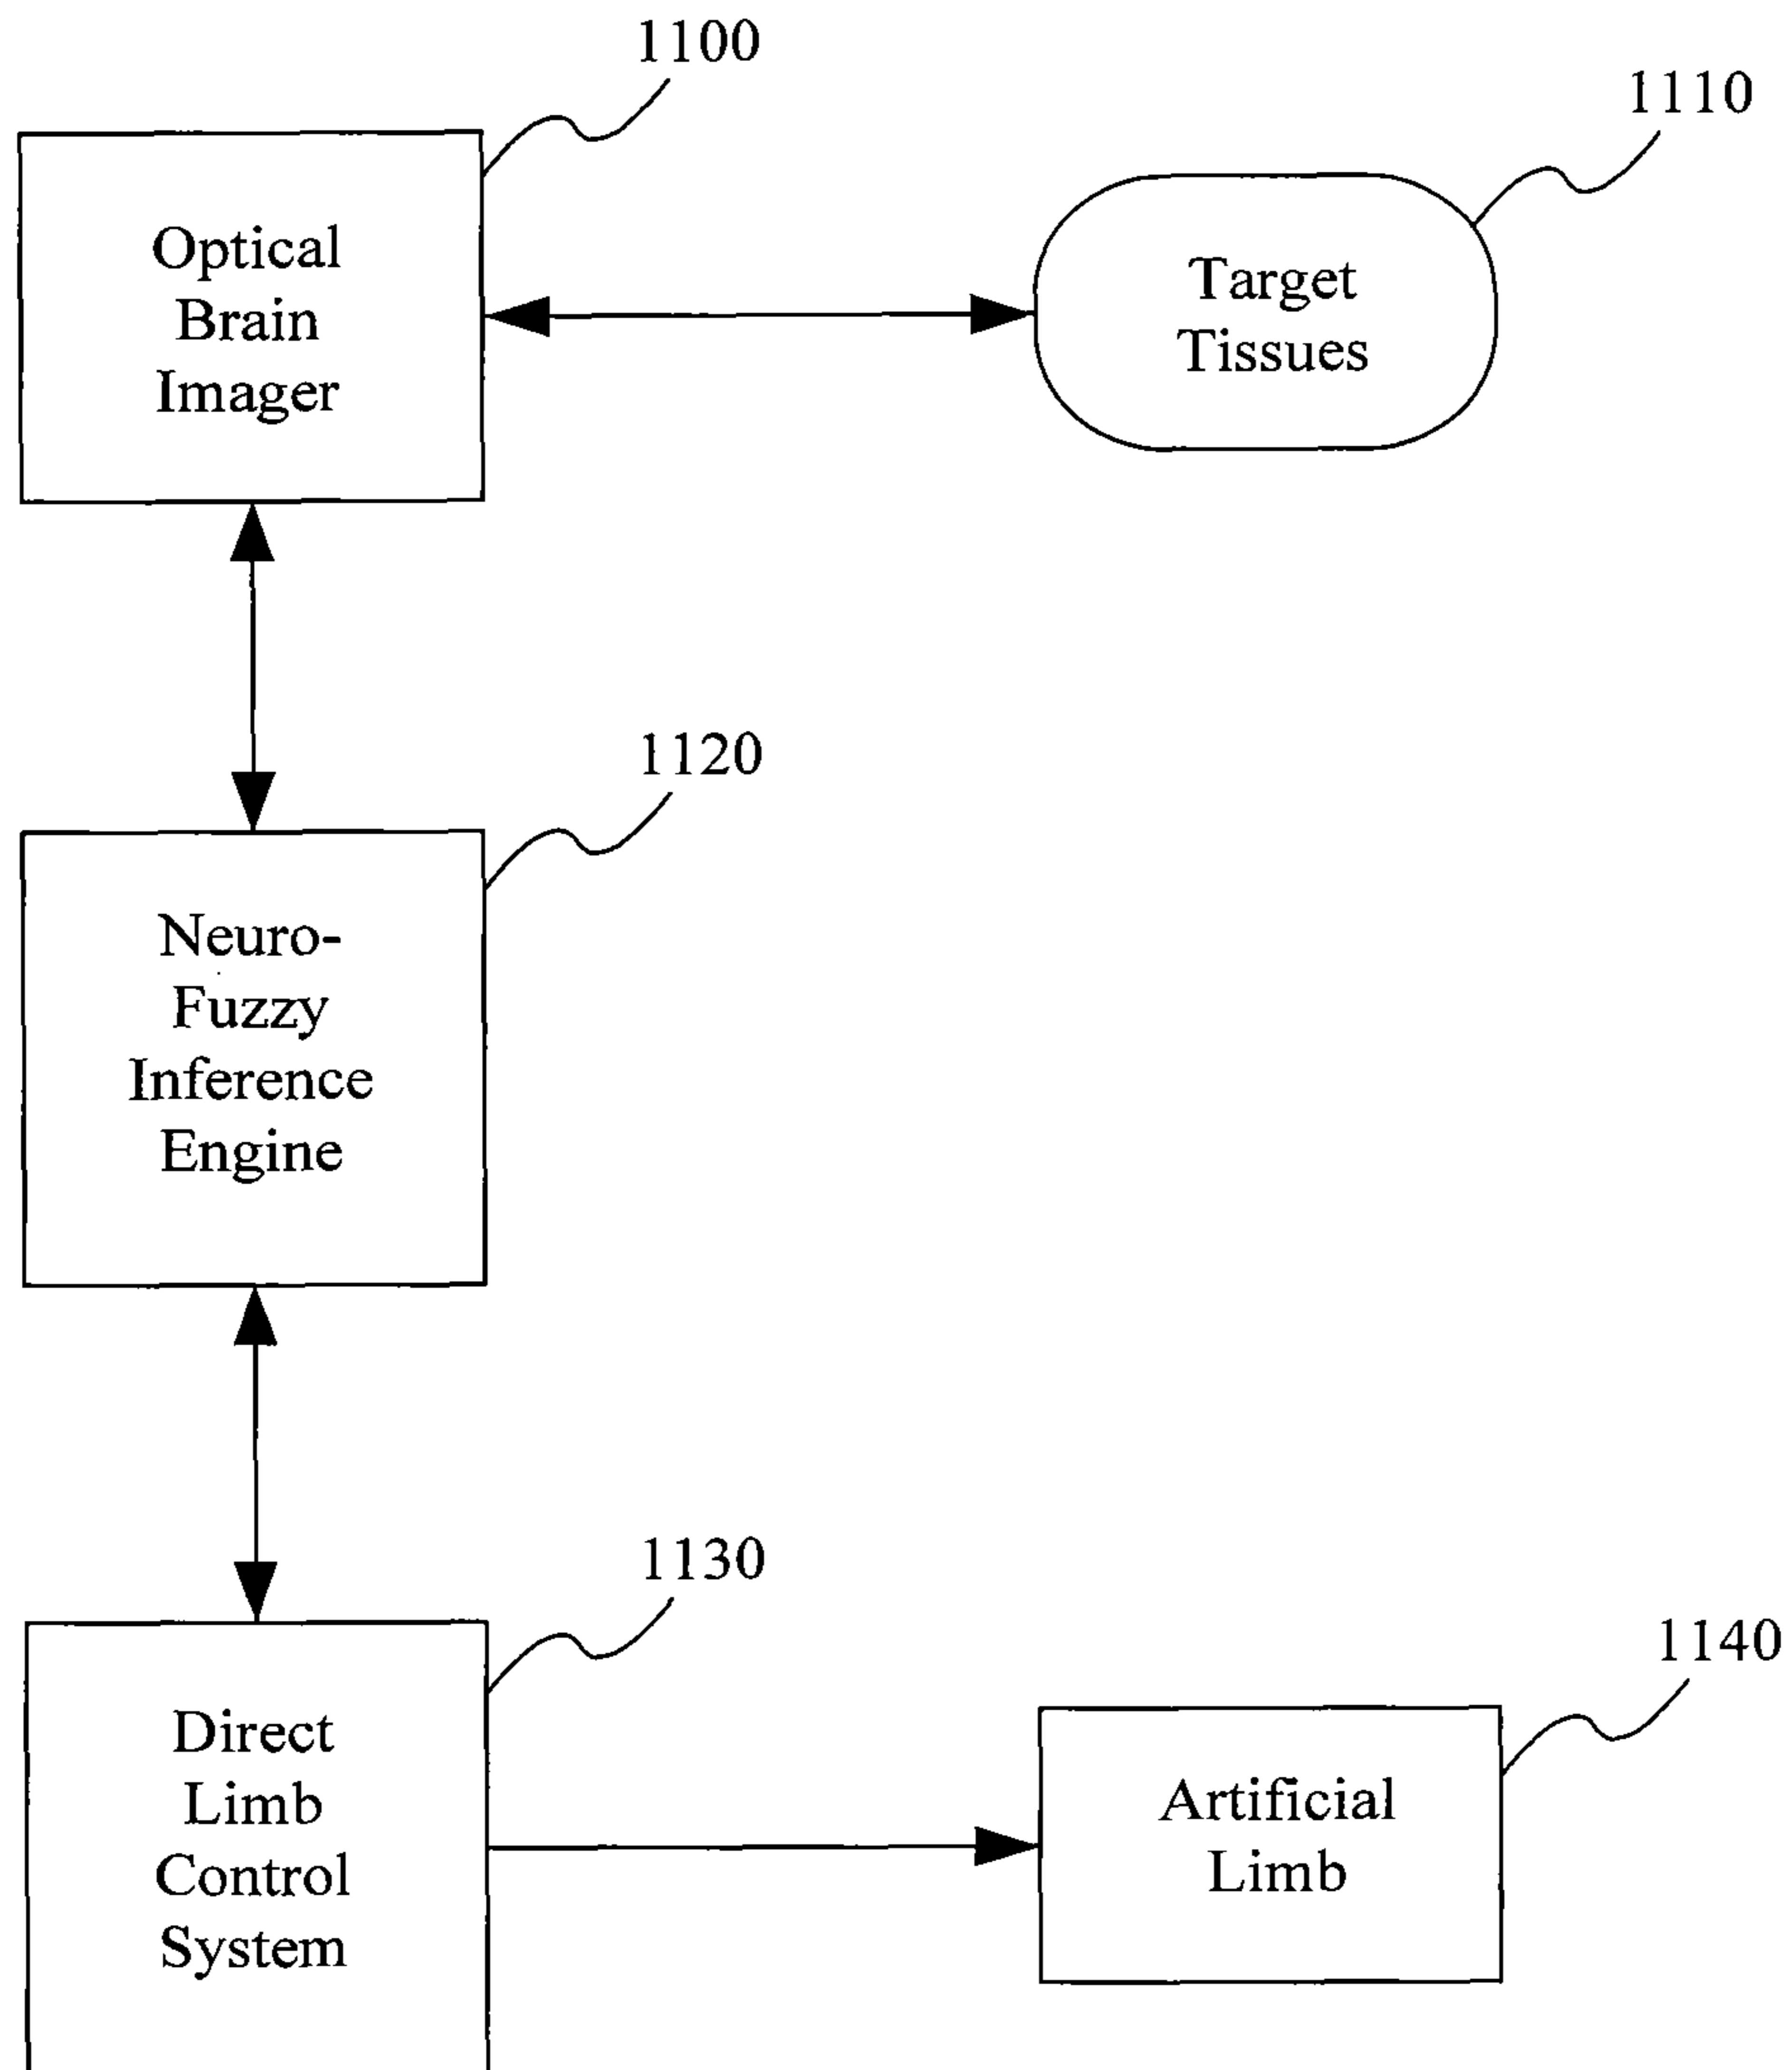 1100
1110
Optical
Brain
Imager
Target
Tissues
1120
Neuro-
Fuzzy
Inference
Engine
1130
1140
Direct
Limb
Control
System
Artificial
Limb